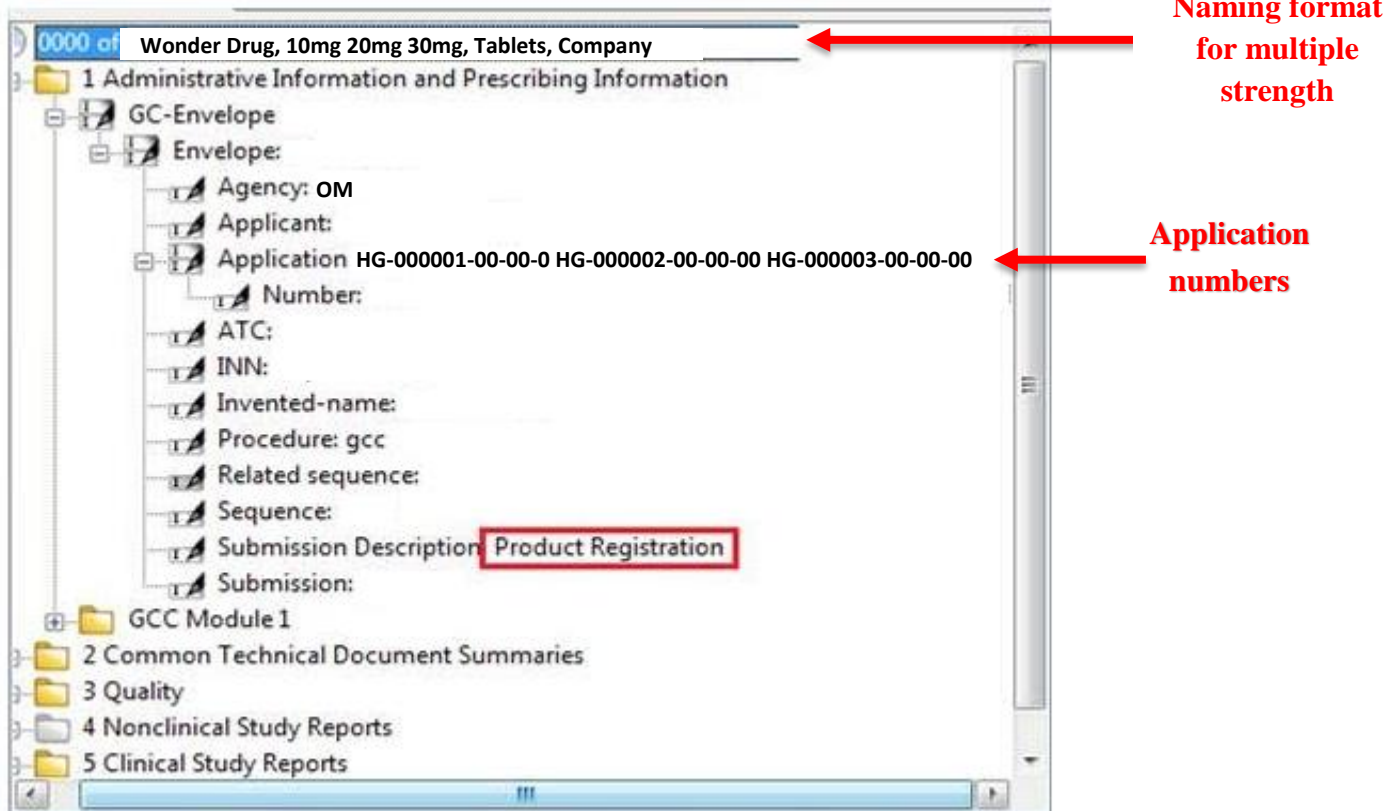 Naming format
for multiple
strength
0000 of Wonder Drug, 10mg 20mg 30mg, Tablets, Company
1 Administrative Information and Prescribing Information
GC-Envelope
Envelope:
Agency: OM
Applicant:
Application HG-000001-00-00-0 HG-000002-00-00-00 HG-000003-00-00-00
Application
numbers
Number:
ATC:
INN:
Invented-name:
Procedure: gcc
Related sequence:
Sequence:
Submission Description Product Registration
Submission:
GCC Module 1
2 Common Technical Document Summaries
3 Quality
4 Nonclinical Study Reports
5 Clinical Study Reports